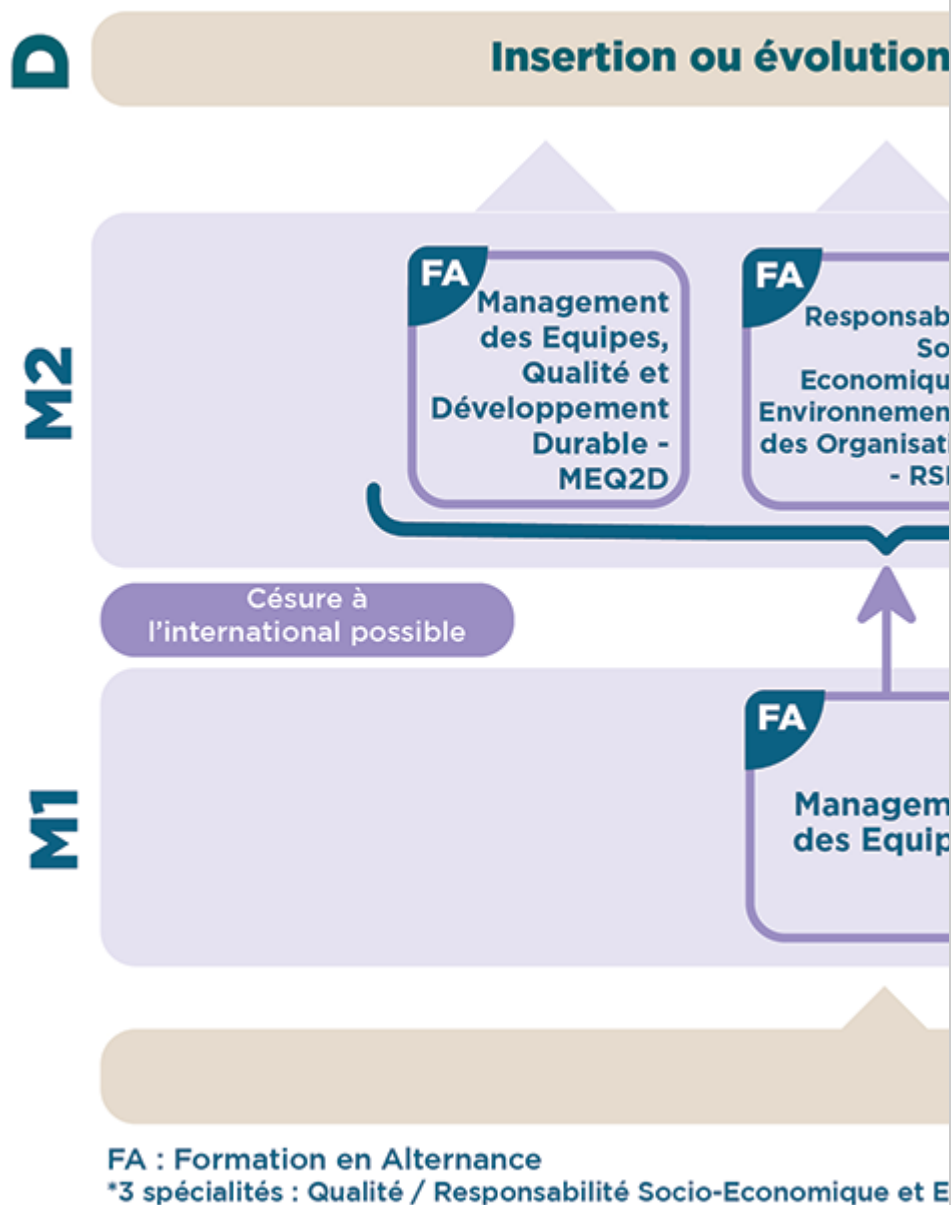 D
Insertion ou évolution
M2
FA
Management
des Equipes,
Qualité et
Développement
Durable -
MEQ2D
FA
Responsab
So
Economiqu
Environnemen
des Organisat
- RS
Césure à
l'international possible
M1
FA
Managem
des Equip
FA : Formation en Alternance
*3 spécialités : Qualité / Responsabilité Socio-Economique et E